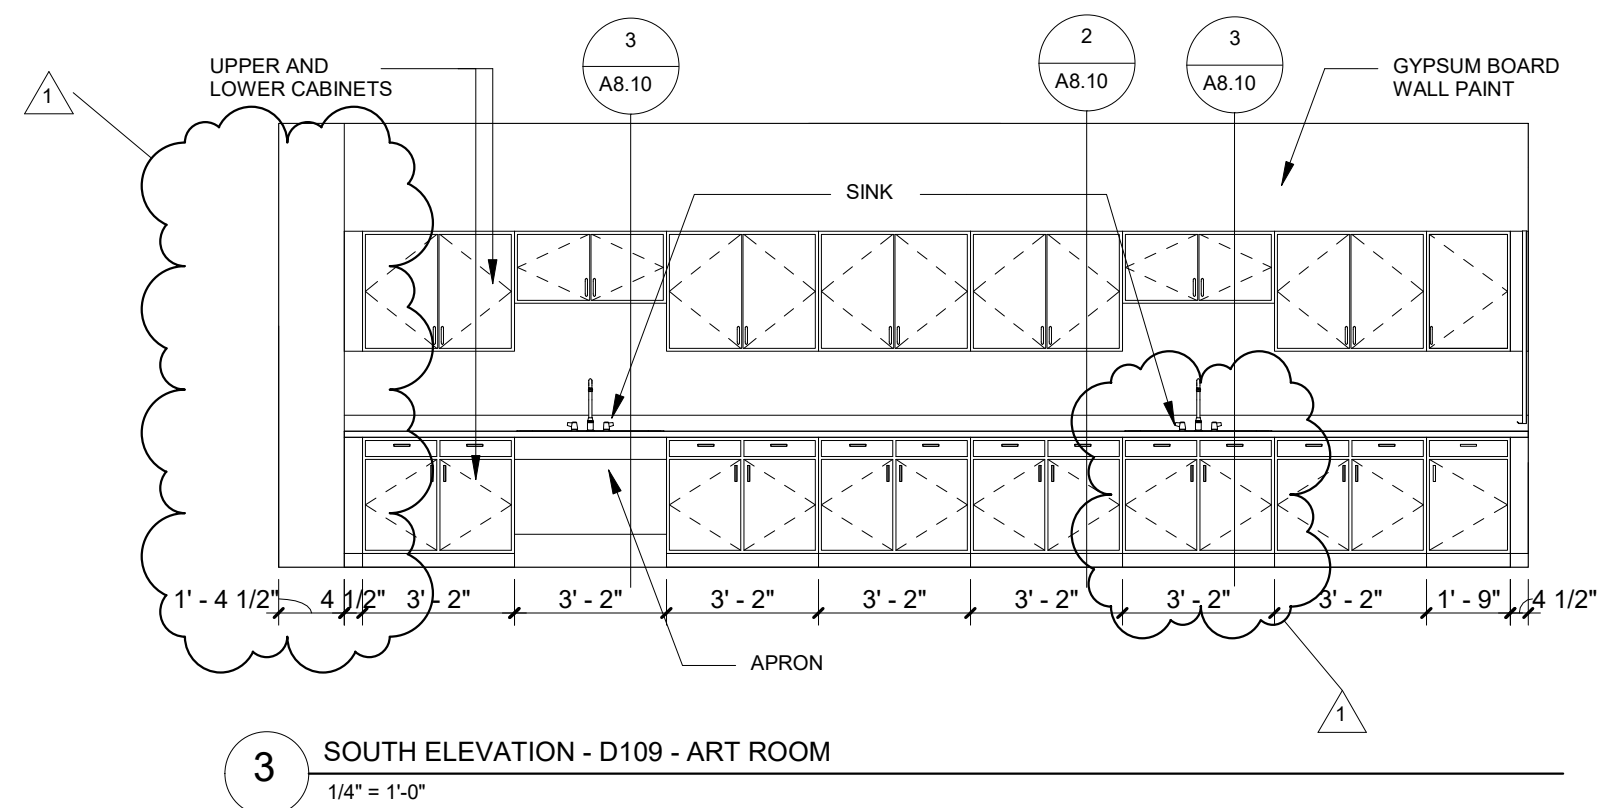 3
A8.10
2
A8.10
3
A8.10
UPPER AND
LOWER CABINETS
GYPSUM BOARD
WALL PAINT
1
SINK
1' - 4 1/2" 4 1/2" 3' - 2" 3' - 2" 3' - 2" 3' - 2" 3' - 2" 3' - 2" 3' - 2" 1' - 9" 4 1/2"
APRON
1
3
SOUTH ELEVATION - D109 - ART ROOM
1/4" = 1'-0"